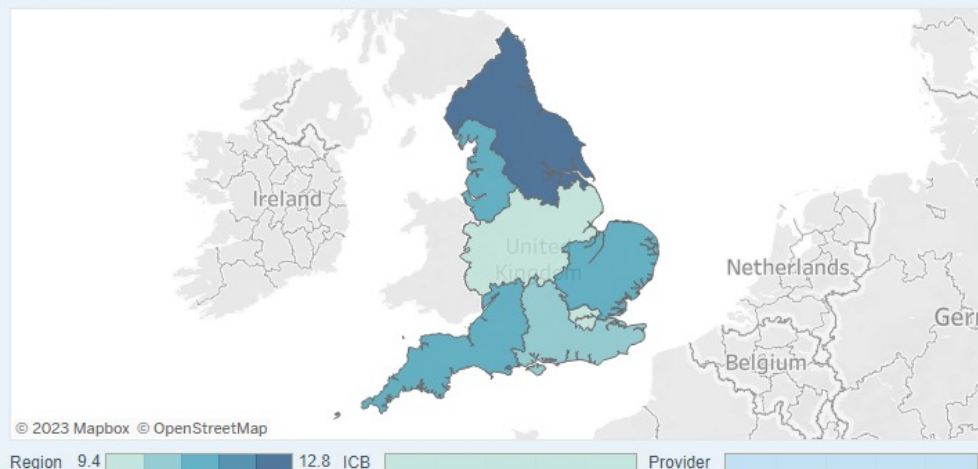 Ireland
United
Kingdom
Netherlands
Ger
Belgium
© 2023 Mapbox © OpenStreetMap
Region 9.4 12.8 ICB Provider